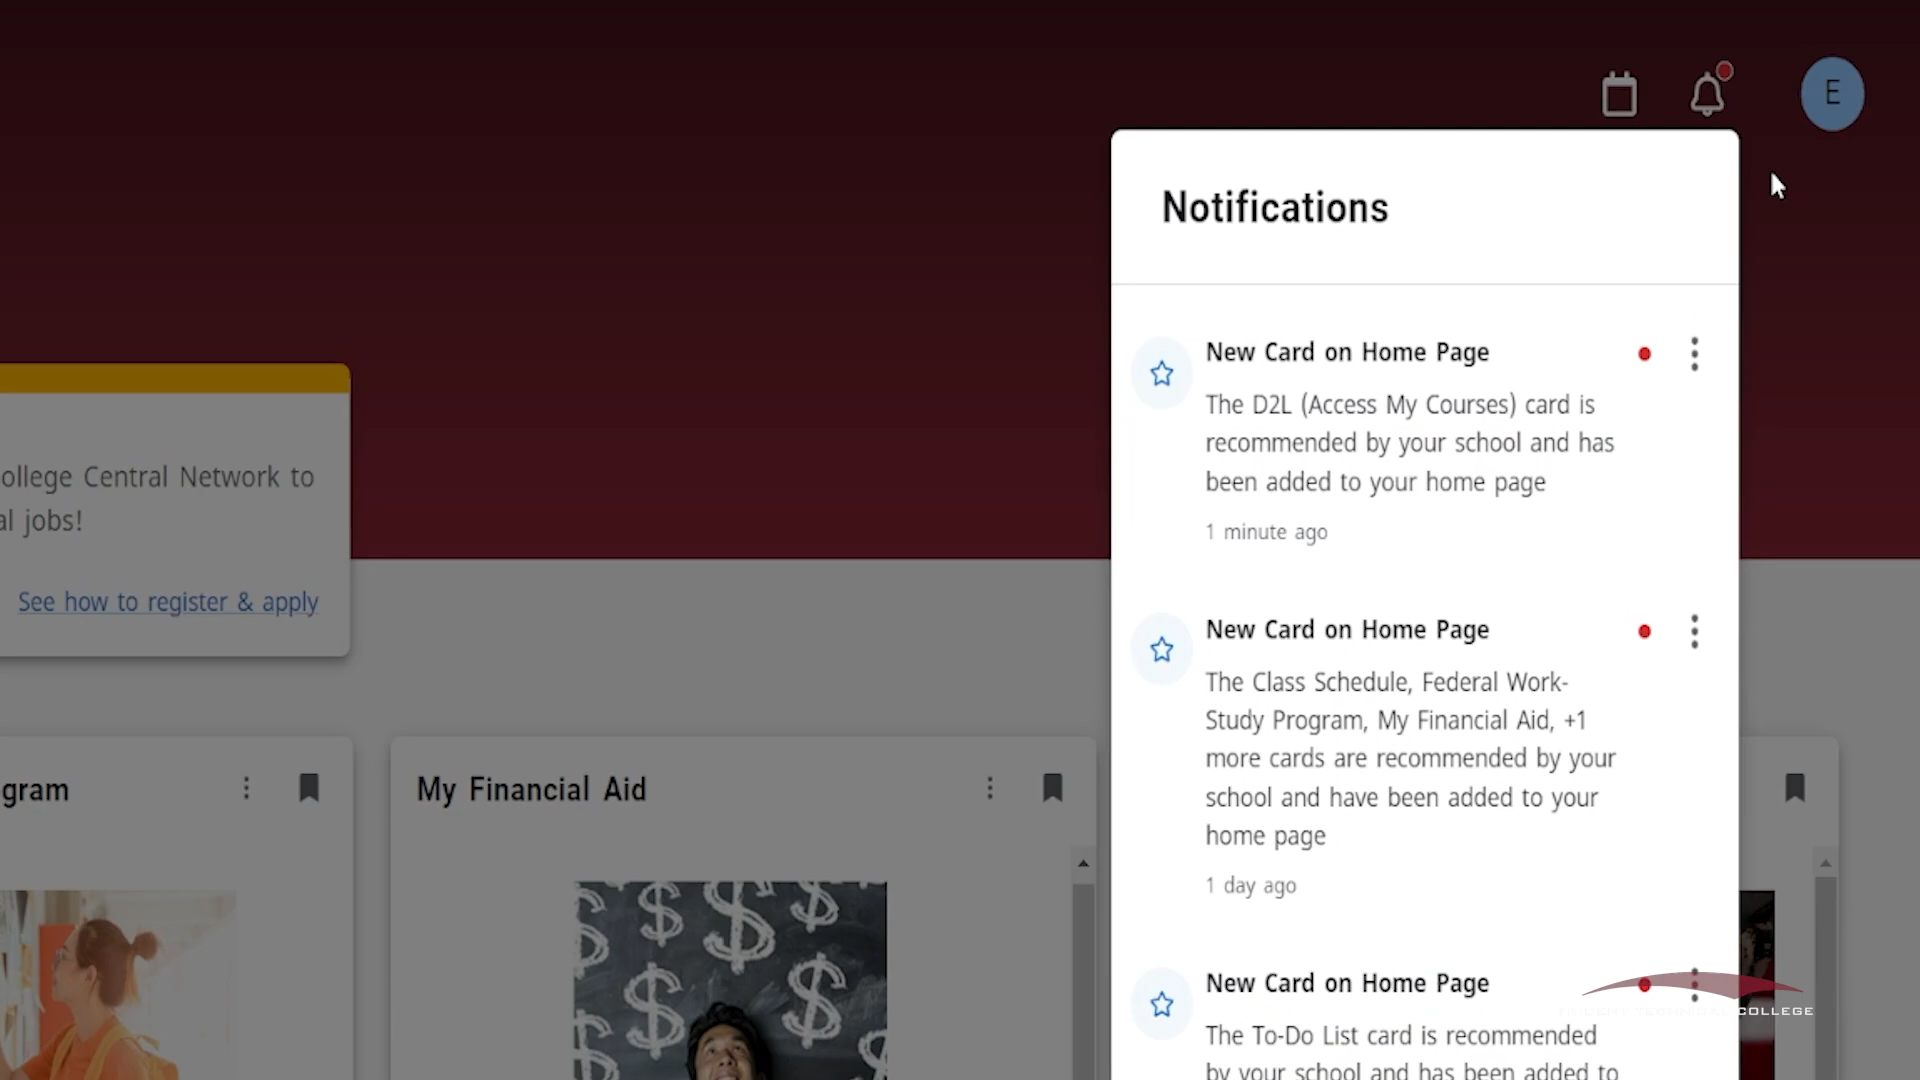 E
Notifications
New Card on Home Page
The D2L (Access My Courses) card is
recommended by your school and has
been added to your home page
1 minute ago
New Card on Home Page
The Class Schedule, Federal Work-
Study Program, My Financial Aid, +1
more cards are recommended by your
school and have been added to your
home page
1 day ago
New Card on Home Page
The To-Do List card is recommended
by your school and has been added to
ollege Central Network to
al jobs!
See how to register & apply
gram
My Financial Aid
TECHNICAL COLLEGE